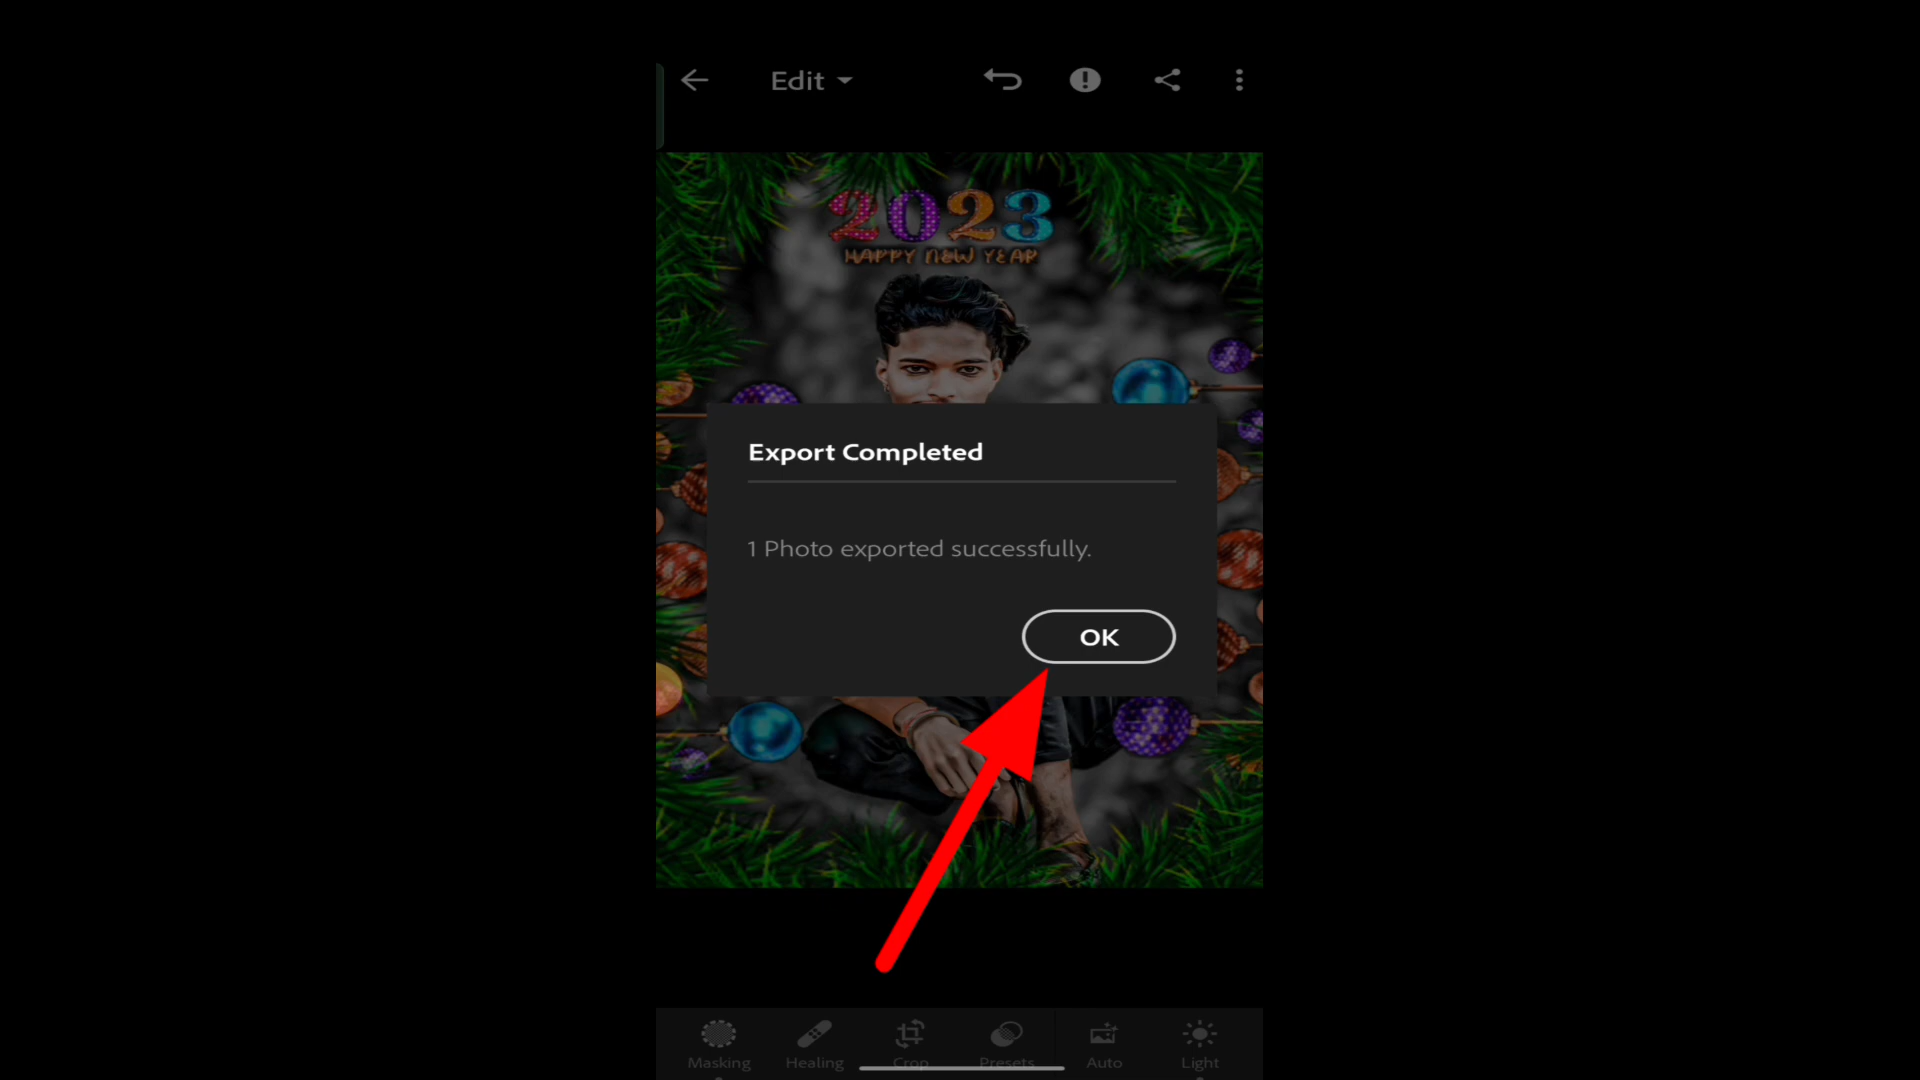 Edit
2023
HAPPY NEW YEAR
Export Completed
1 Photo exported successfully.
OK
Masking
Healing
Crop
Presets
Auto
Light